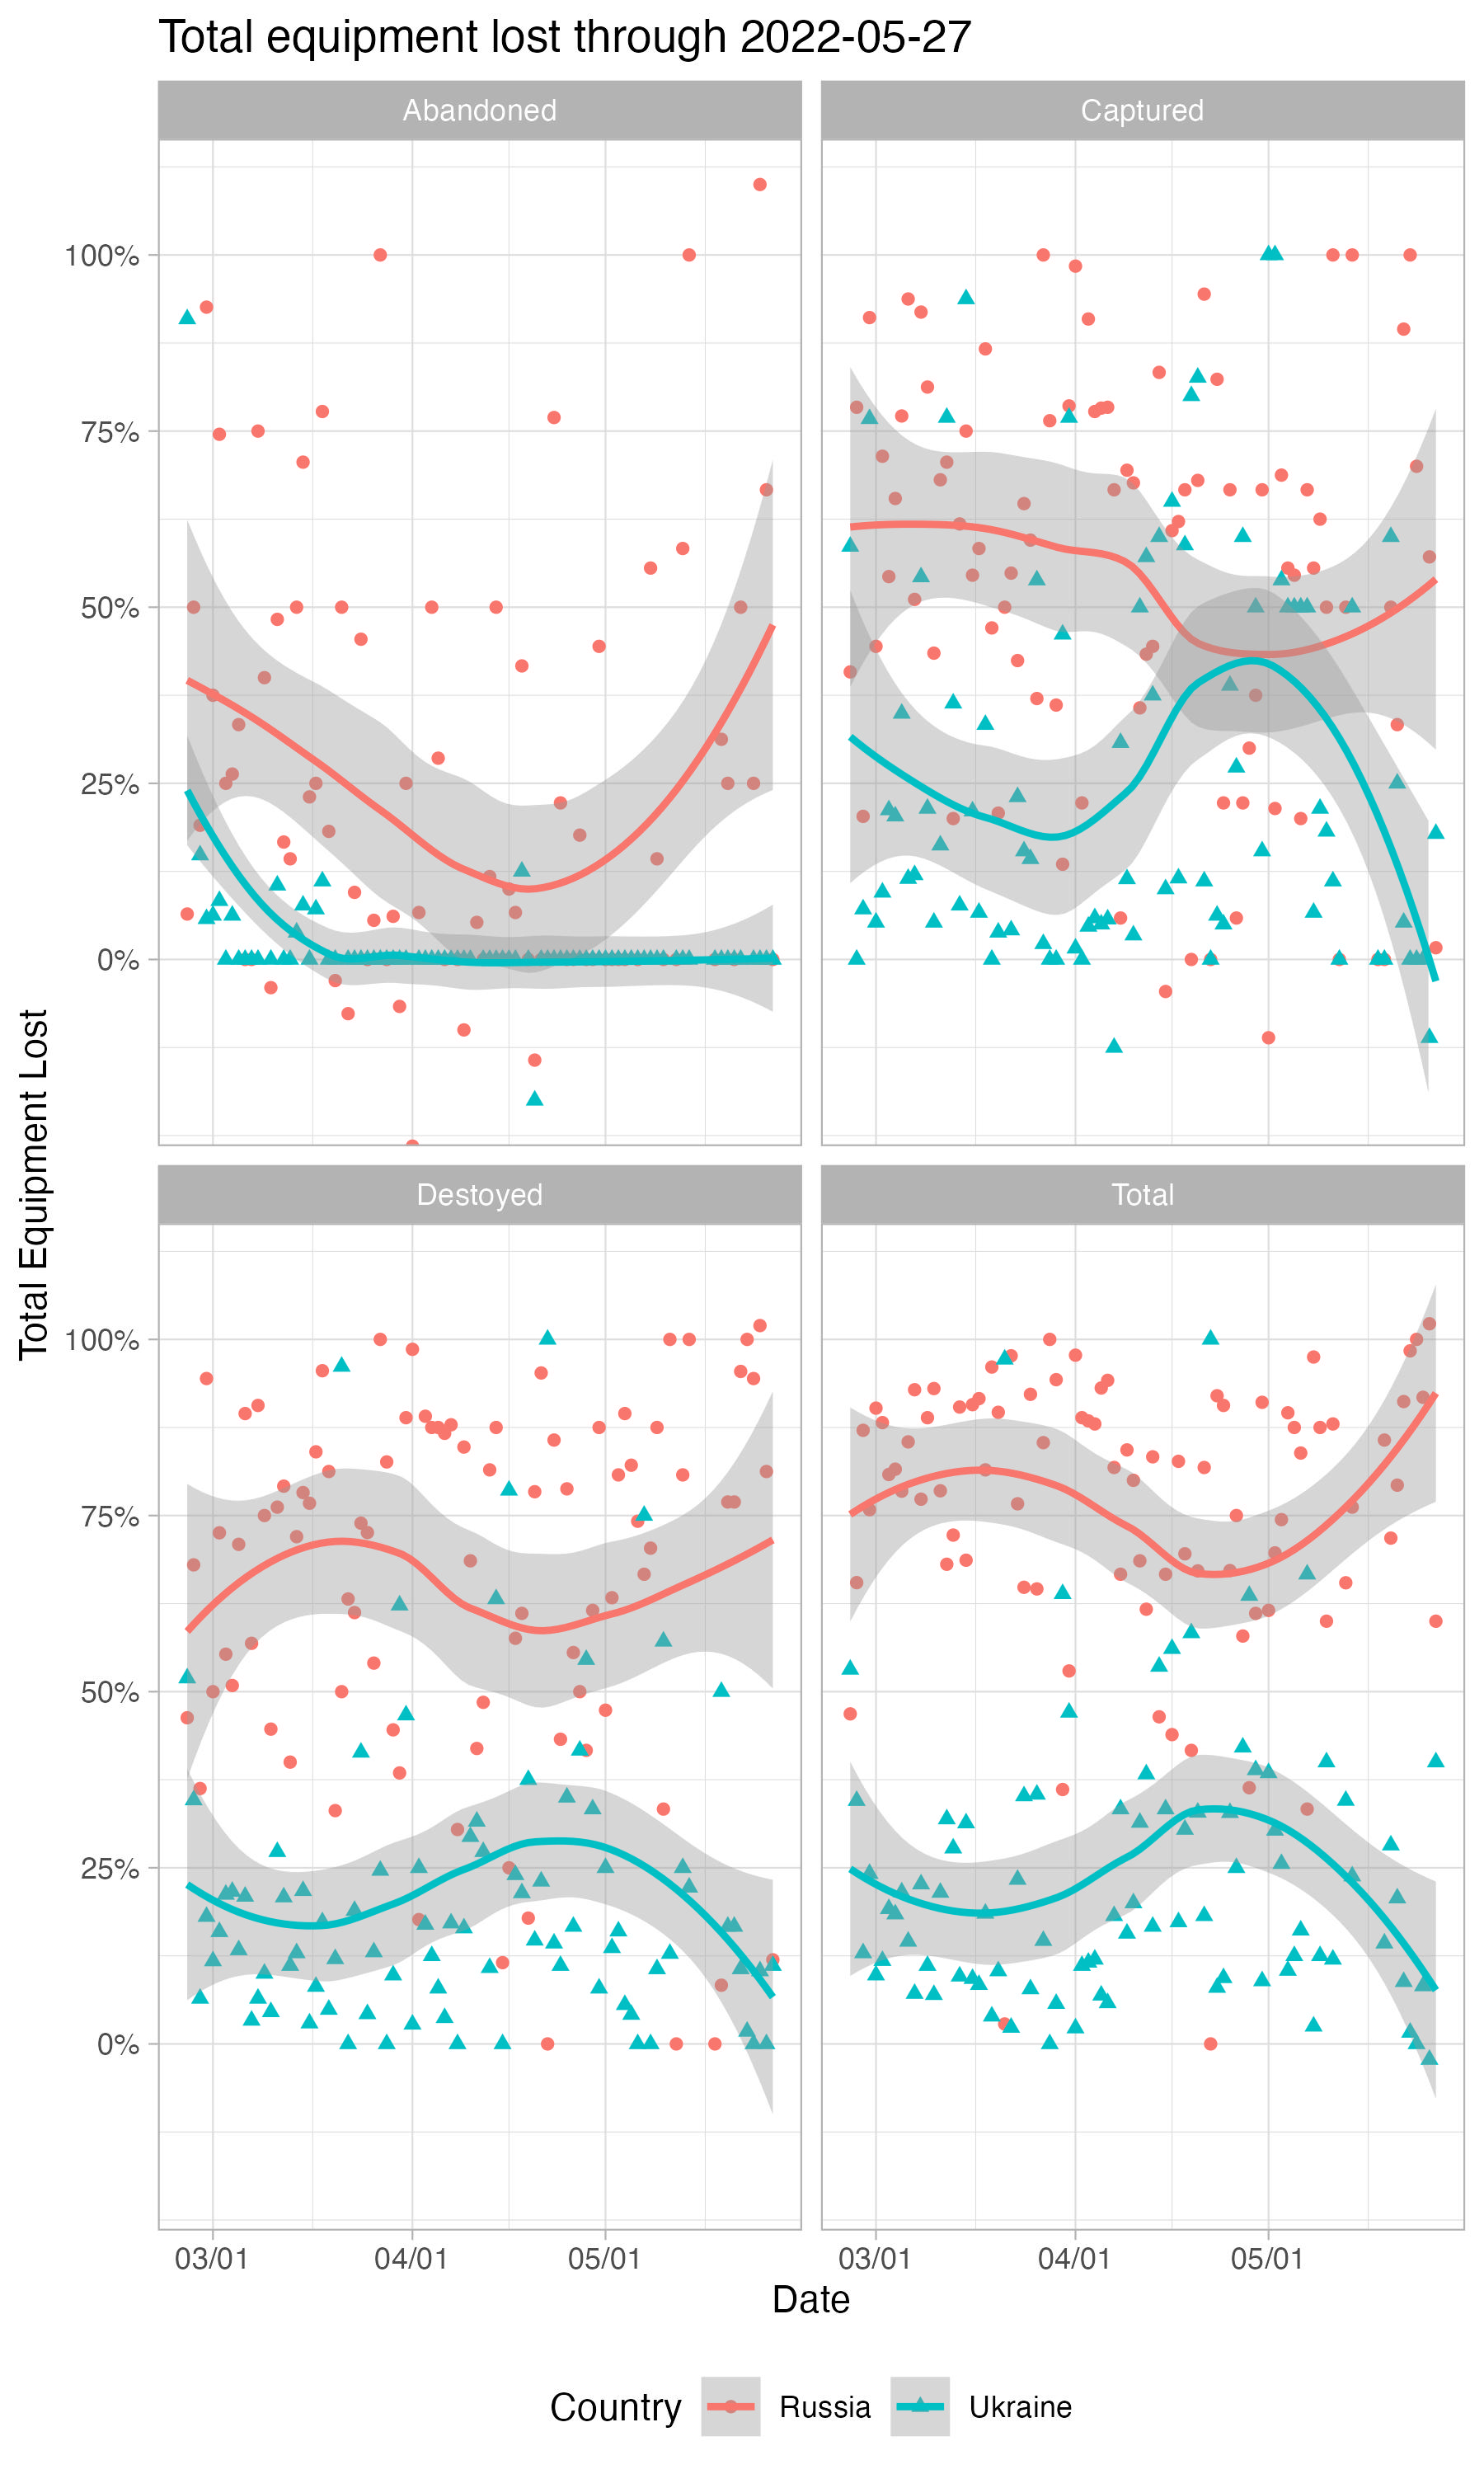 Total equipment lost through 2022-05-27
Abandoned
Captured
100%
75%
50%
25%
0%
Total Equipment Lost
Destoyed
Total
100%
75%
50%
25%
0%
03/01 04/01 05/01
03/01 04/01 05/01
Date
Country Russia Ukraine